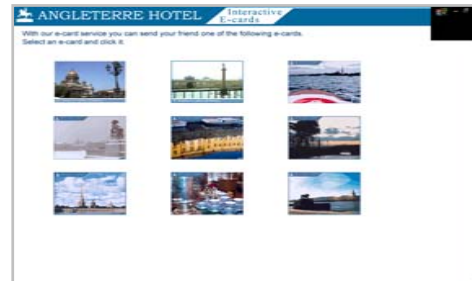 ANGLETERRE HOTEL
Interactive
E-cards
With our e-card service you can send your friend one of the following e-cards.
Select an e-card and click it.